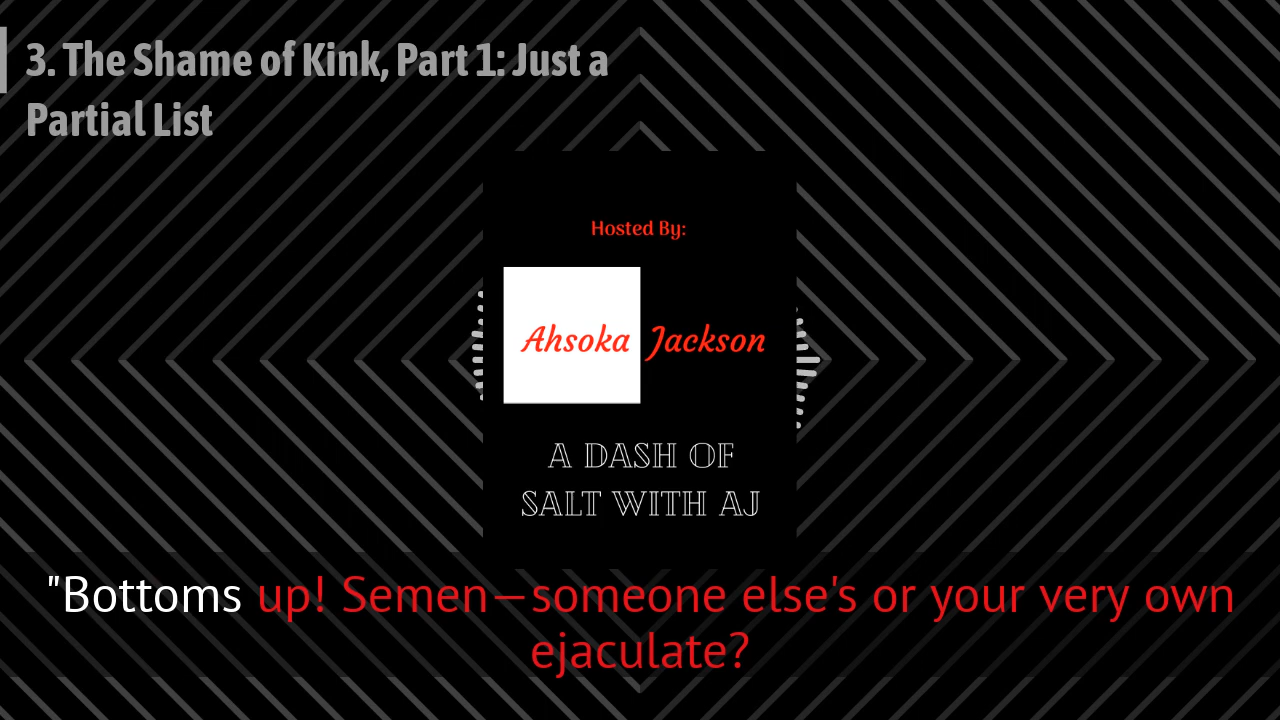 3. The Shame of Kink, Part 1: Just a
Partial List
Hosted By:
Ahsoka Jackson
A DASH OF
SALT WITH AJ
"Bottoms up! Semen—someone else's or your very own
ejaculate?